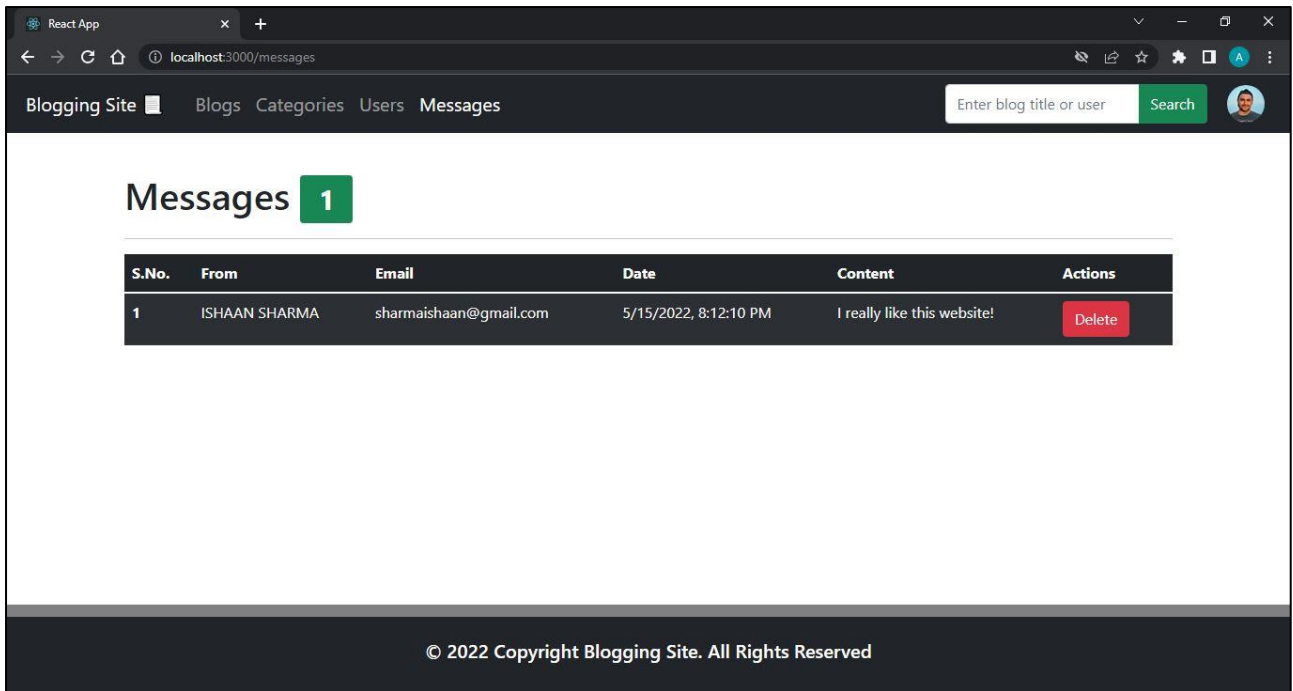 React App
localhost:3000/messages
A
Blogging Site Blogs Categories Users Messages Enter blog title or user Search
Messages 1
S.No. From Email Date Content Actions
1 ISHAAN SHARMA sharmaishaan@gmail.com 5/15/2022, 8:12:10 PM I really like this website! Delete
© 2022 Copyright Blogging Site. All Rights Reserved